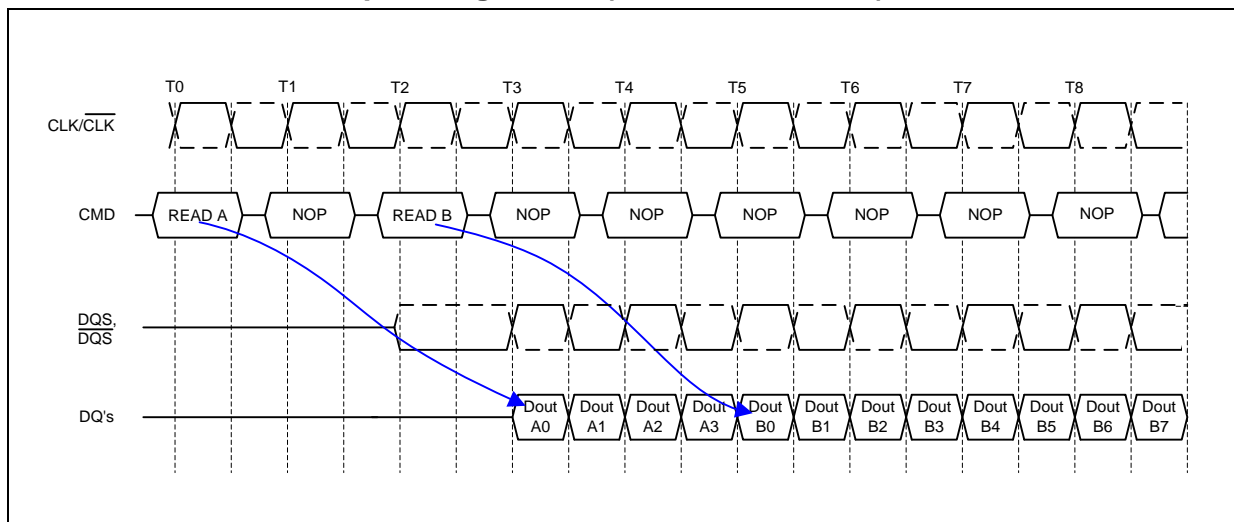 T0 T1 T2 T3 T4 T5 T6 T7 T8
CLK/CLK
CMD READ A NOP READ B NOP NOP NOP NOP NOP NOP
DQS,
DQS
DQ's
Dout Dout Dout Dout Dout Dout Dout Dout Dout Dout Dout Dout
A0 A1 A2 A3 B0 B1 B2 B3 B4 B5 B6 B7